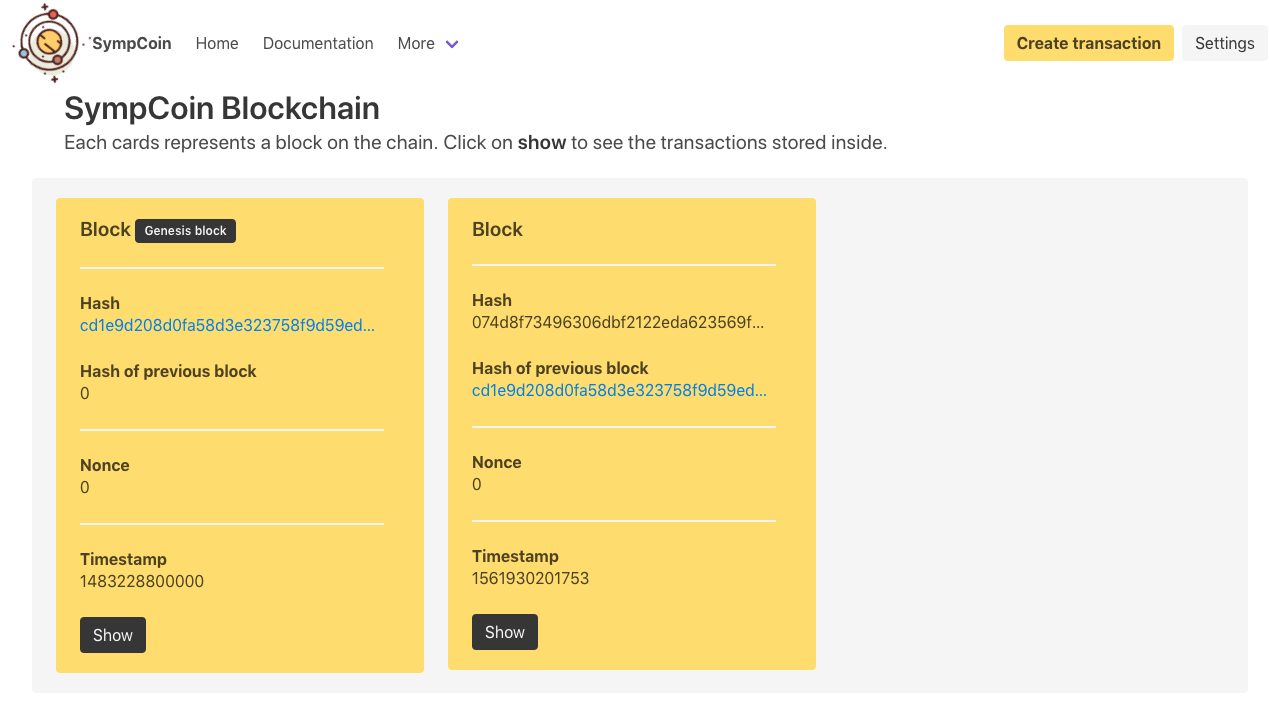 SympCoin Home Documentation More Create transaction Settings
SympCoin Blockchain
Each cards represents a block on the chain. Click on show to see the transactions stored inside.
Block Genesis block
Hash
cd1e9d208d0fa58d3e323758f9d59ed...
Hash of previous block
0
Nonce
0
Timestamp
1483228800000
Show
Block
Hash
074d8f73496306dbf2122eda623569f...
Hash of previous block
cd1e9d208d0fa58d3e323758f9d59ed...
Nonce
0
Timestamp
1561930201753
Show